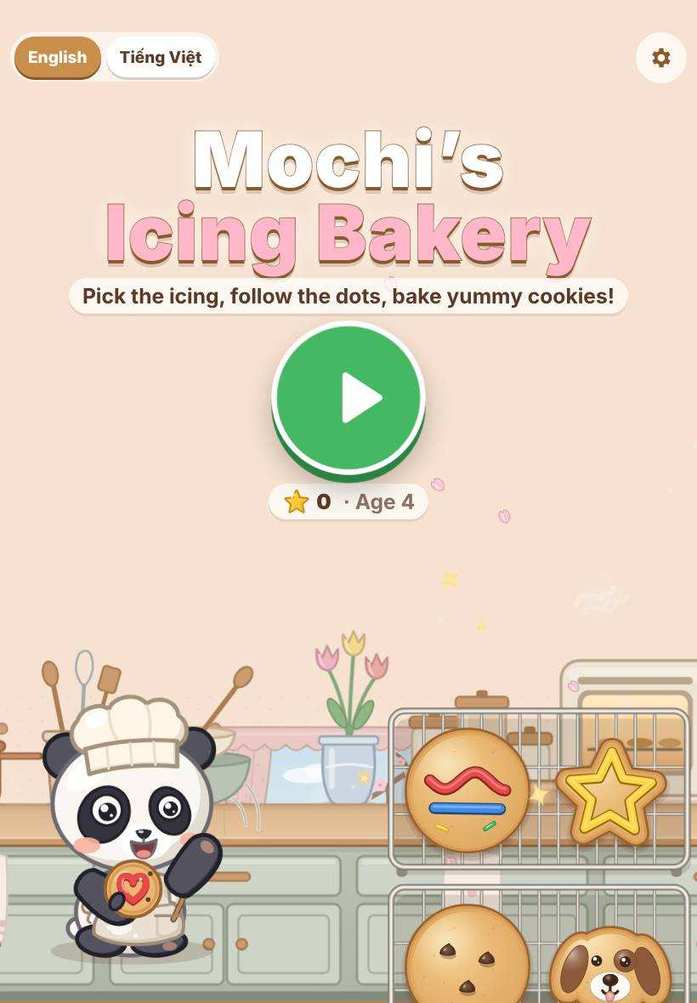 English
Tiếng Việt
Mochi’s
Icing Bakery
Pick the icing, follow the dots, bake yummy cookies!
0 · Age 4